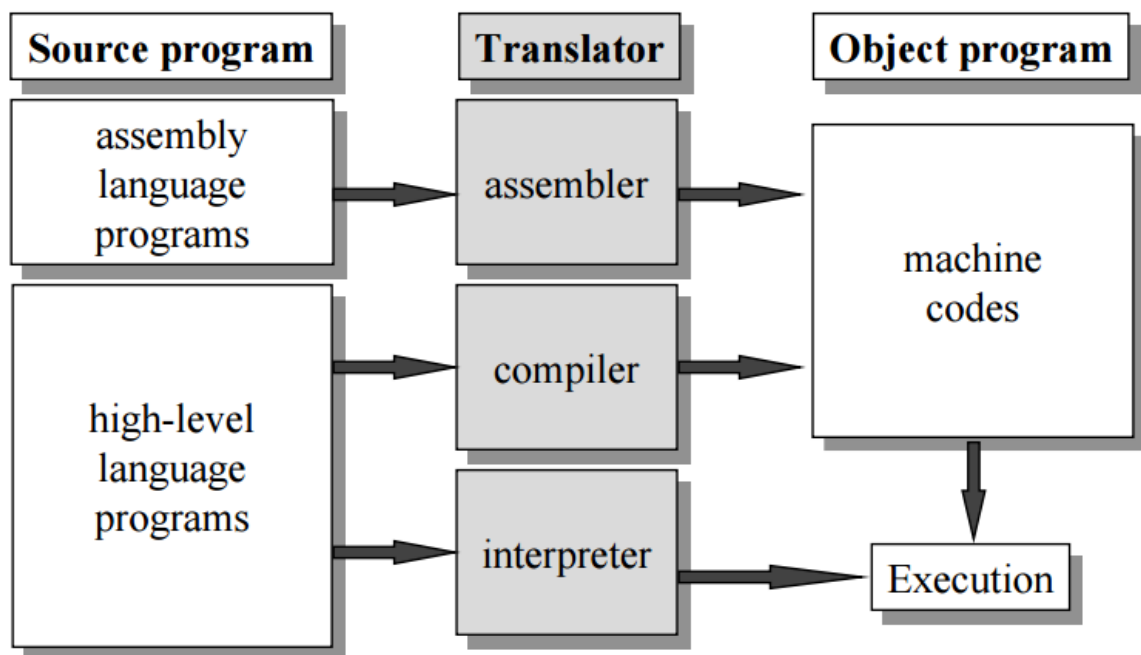 Source program
Translator
Object program
assembly
language
programs
assembler
machine
codes
high-level
language
programs
compiler
interpreter
Execution